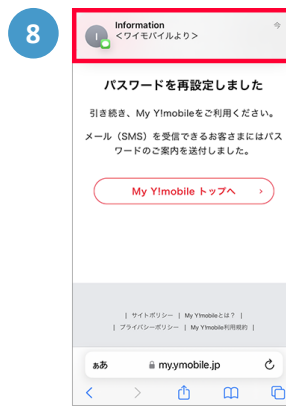 8
Information
今
<ワイモバイルより>
パスワードを再設定しました
引き続き、My Y!mobileをご利用ください。
メール（SMS）を受信できるお客さまにはパス
ワードのご案内を送付しました。
My Y!mobile トップへ
| サイトポリシー | My Y!mobileとは？ |
| プライバシーポリシー | My Y!mobile利用規約 |
ぁあ
my.ymobile.jp